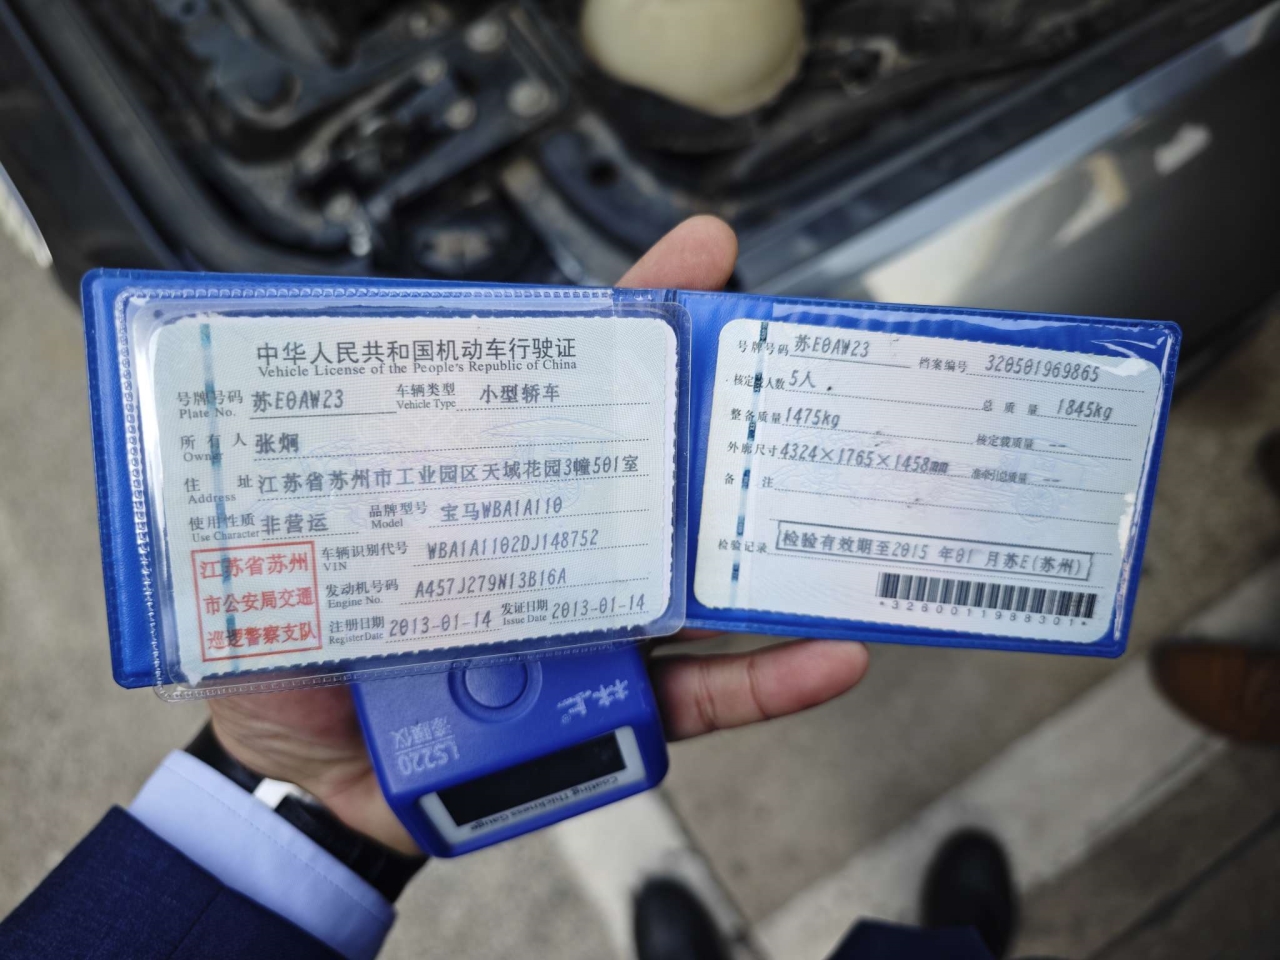 中华人民共和国机动车行驶证
Vehicle License of the People's Republic of China
号牌号码 苏E0AW23 车辆类型 小型轿车
Plate No. Vehicle Type
所有人 张炯
Owner
住址 江苏省苏州市工业园区天域花园3幢501室
Address
使用性质 非营运 品牌型号 宝马WBA1A110
Use Character Model
江苏省苏州
市公安局交通
巡逻警察支队
车辆识别代号 WBA1A1102DJ148752
VIN
发动机号码 A457J279N13B16A
Engine No.
注册日期 2013-01-14 发证日期 2013-01-14
Register Date Issue Date
号牌号码 苏E0AW23 档案编号 320501969865
核定载人数 5人 总质量 1845kg
整备质量 1475kg 核定载质量 --
外廓尺寸 4324×1765×1458mm 准牵引总质量 --
备注
检验记录 检验有效期至2015年01月苏E(苏州)
*3260011988301*
林上
漆膜仪
LS220
Coating Thickness Gauge